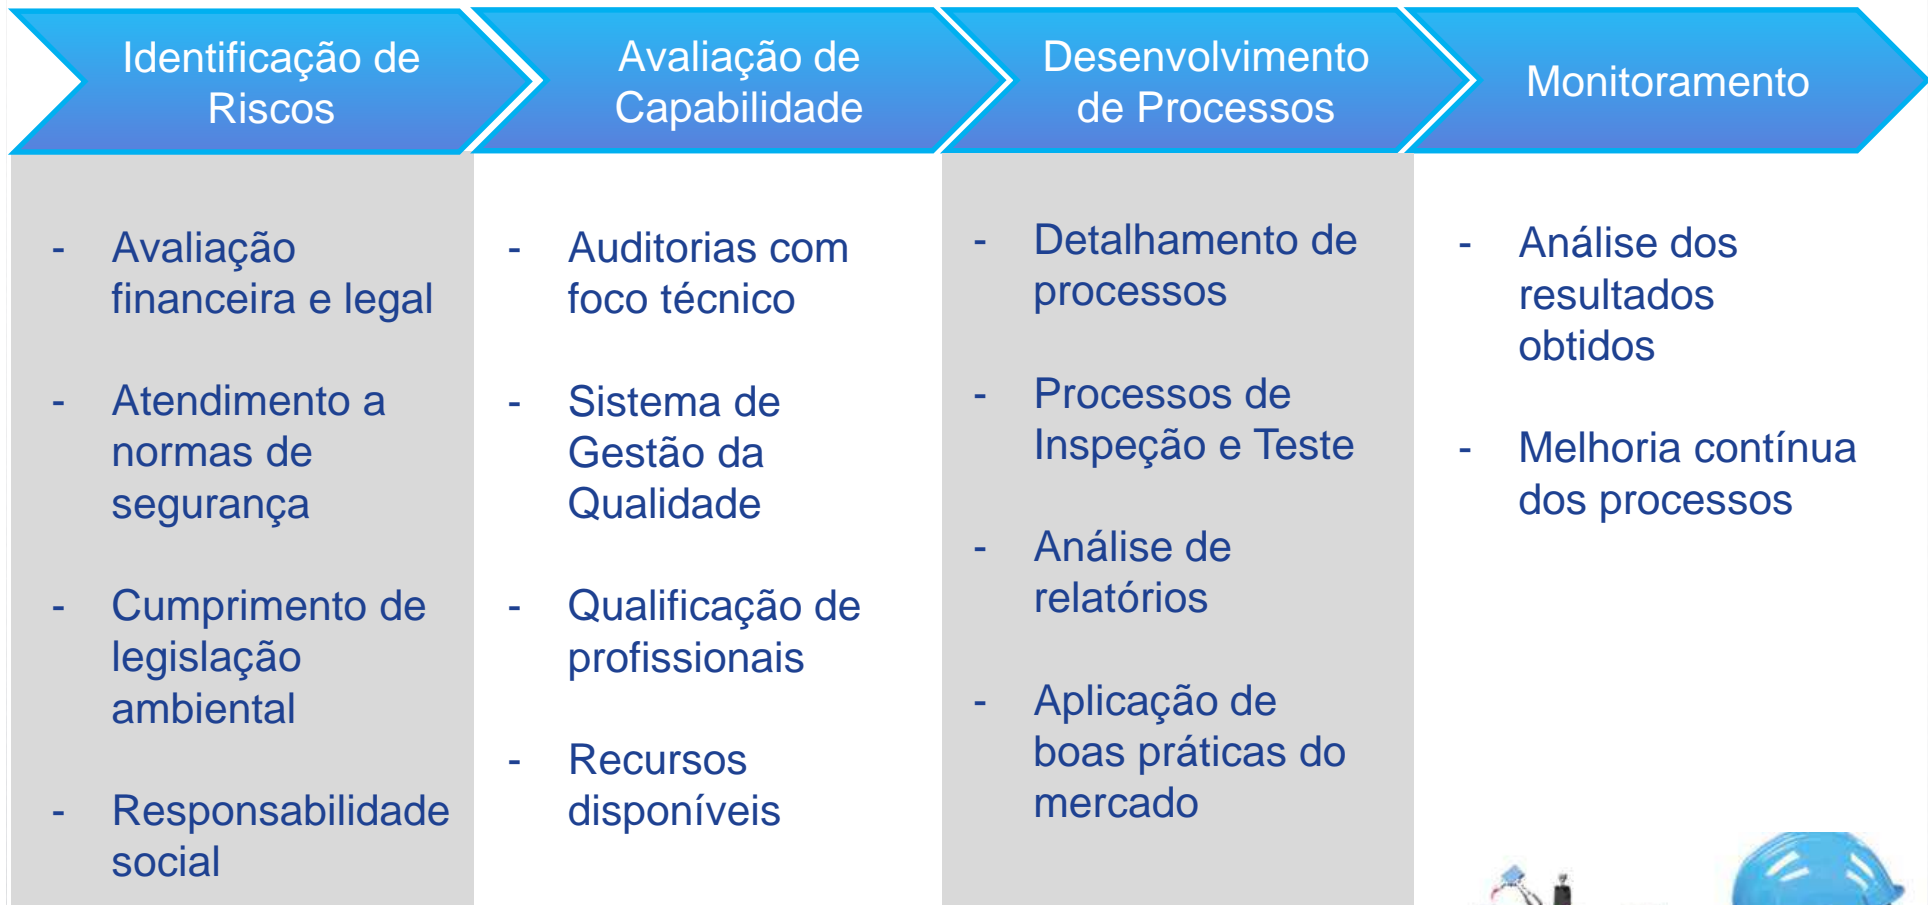 Identificação de
Riscos
Avaliação de
Capabilidade
Desenvolvimento
de Processos
Monitoramento
- Avaliação
financeira e legal
- Atendimento a
normas de
segurança
- Cumprimento de
legislação
ambiental
- Responsabilidade
social
- Auditorias com
foco técnico
- Sistema de
Gestão da
Qualidade
- Qualificação de
profissionais
- Recursos
disponíveis
- Detalhamento de
processos
- Processos de
Inspeção e Teste
- Análise de
relatórios
- Aplicação de
boas práticas do
mercado
- Análise dos
resultados
obtidos
- Melhoria contínua
dos processos